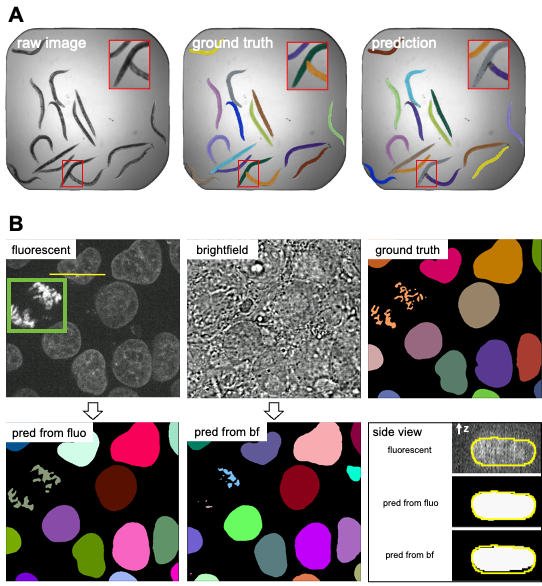 A
raw image
ground truth
prediction
B
fluorescent
brightfield
ground truth
pred from fluo
pred from bf
side view
z
fluorescent
pred from fluo
pred from bf